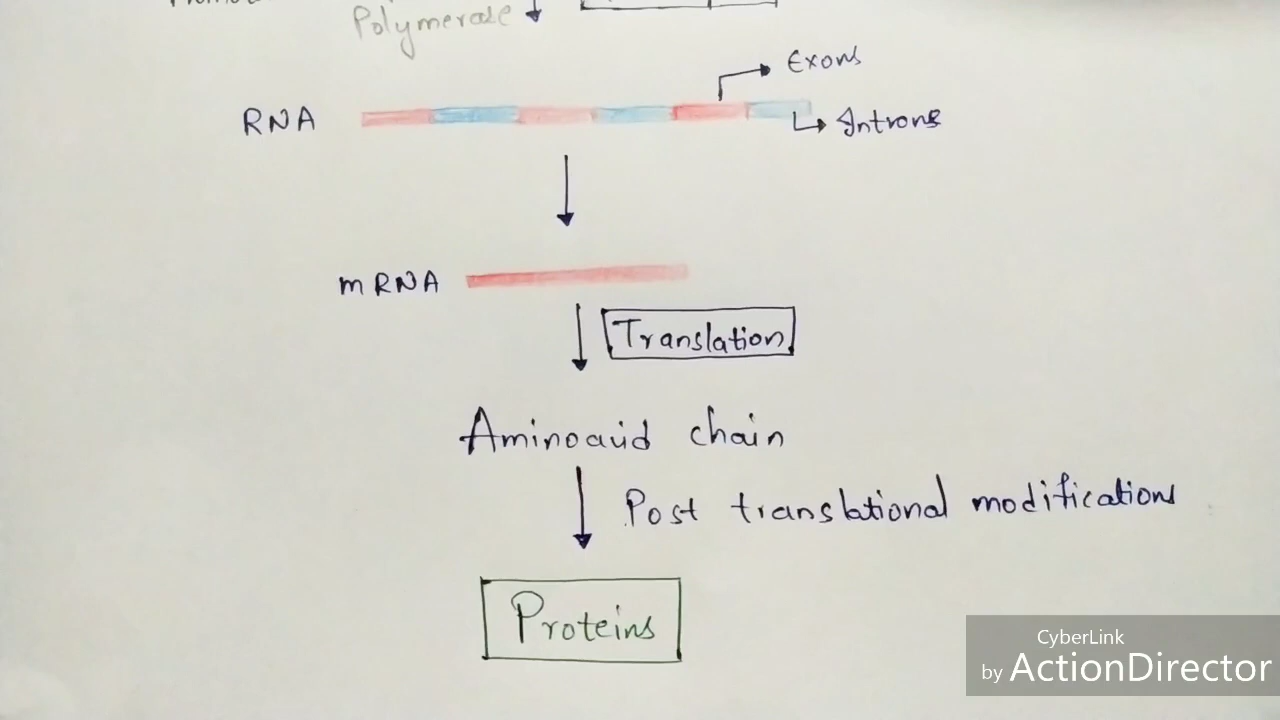 Polymerase
Exons
RNA
Introns
mRNA
Translation
Aminoacid chain
Post translational modifications
Proteins
CyberLink
by ActionDirector